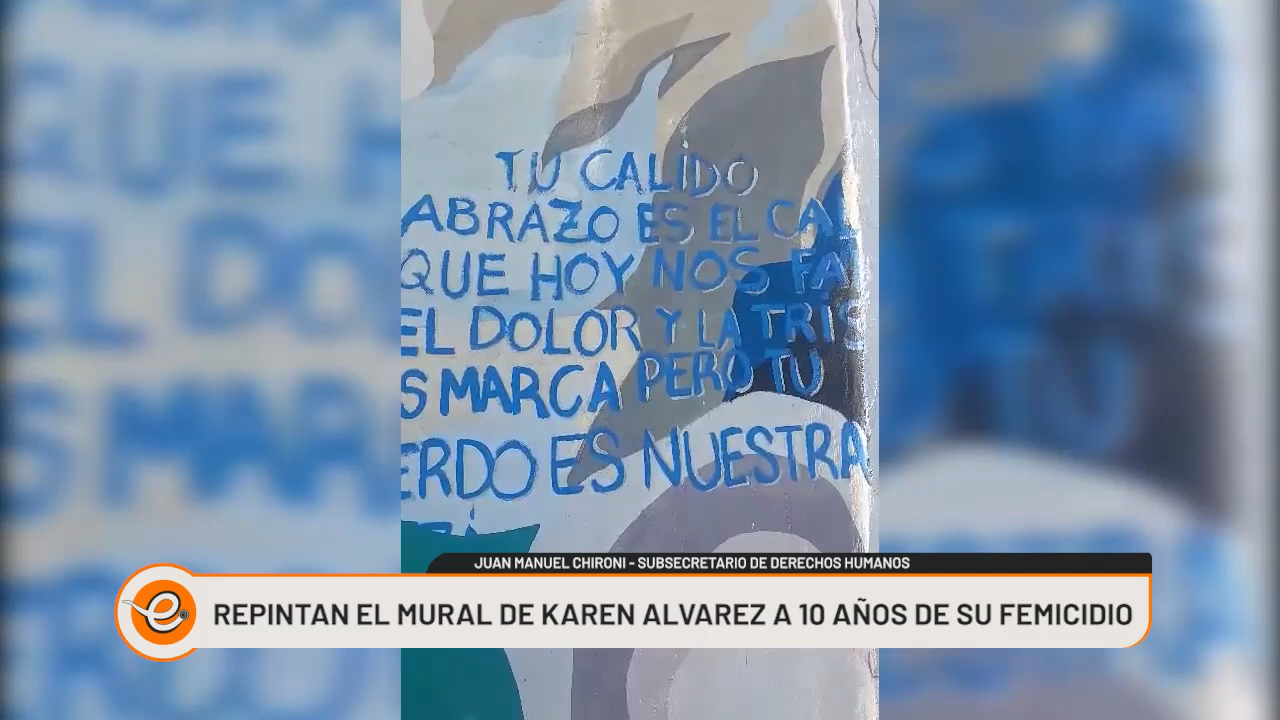 TU CALIDO
ABRAZO ES EL CAL
QUE HOY NOS FA
EL DOLOR Y LA TRIS
S MARCA PERO TU
ERDO ES NUESTRA
JUAN MANUEL CHIRONI - SUBSECRETARIO DE DERECHOS HUMANOS
REPINTAN EL MURAL DE KAREN ALVAREZ A 10 AÑOS DE SU FEMICIDIO